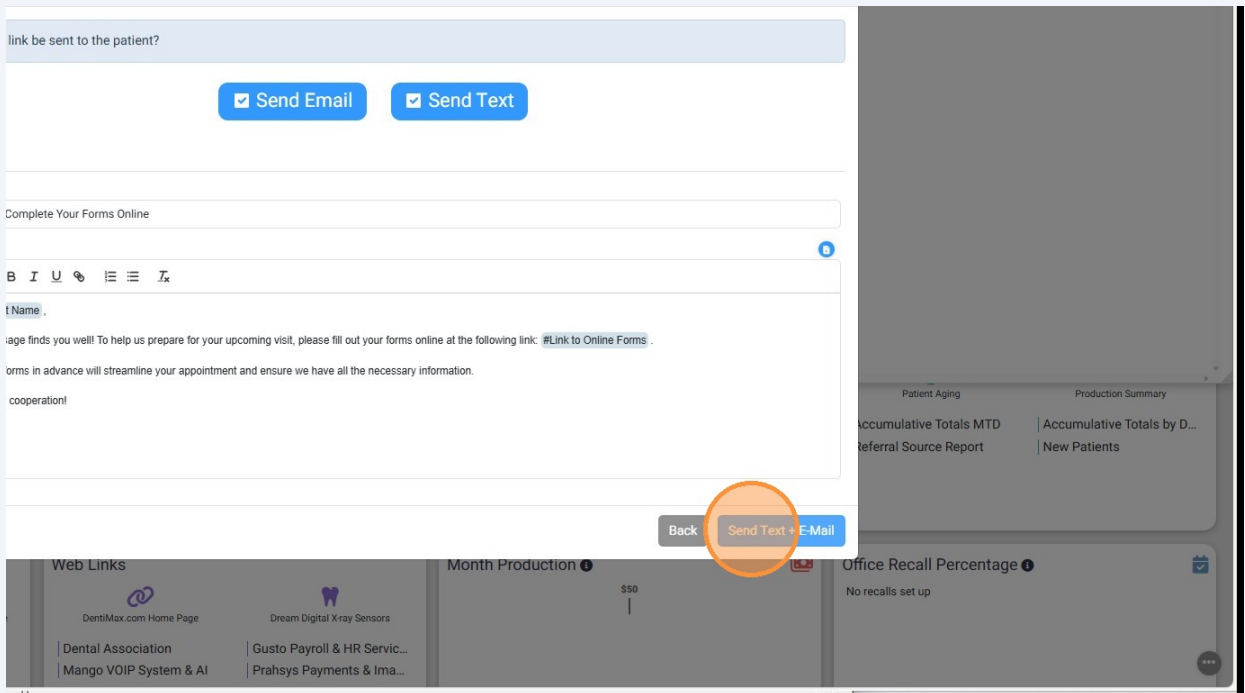 link be sent to the patient?
Send Email
Send Text
Complete Your Forms Online
B I U
t Name ,
sage finds you well! To help us prepare for your upcoming visit, please fill out your forms online at the following link: #Link to Online Forms .
orms in advance will streamline your appointment and ensure we have all the necessary information.
cooperation!
Back
Send Text + E-Mail
Patient Aging
Production Summary
Accumulative Totals MTD
Accumulative Totals by D...
Referral Source Report
New Patients
Web Links
DentiMax.com Home Page
Dream Digital X-ray Sensors
Dental Association
Gusto Payroll & HR Servic...
Mango VOIP System & AI
Prahsys Payments & Ima...
Month Production
$50
Office Recall Percentage
No recalls set up